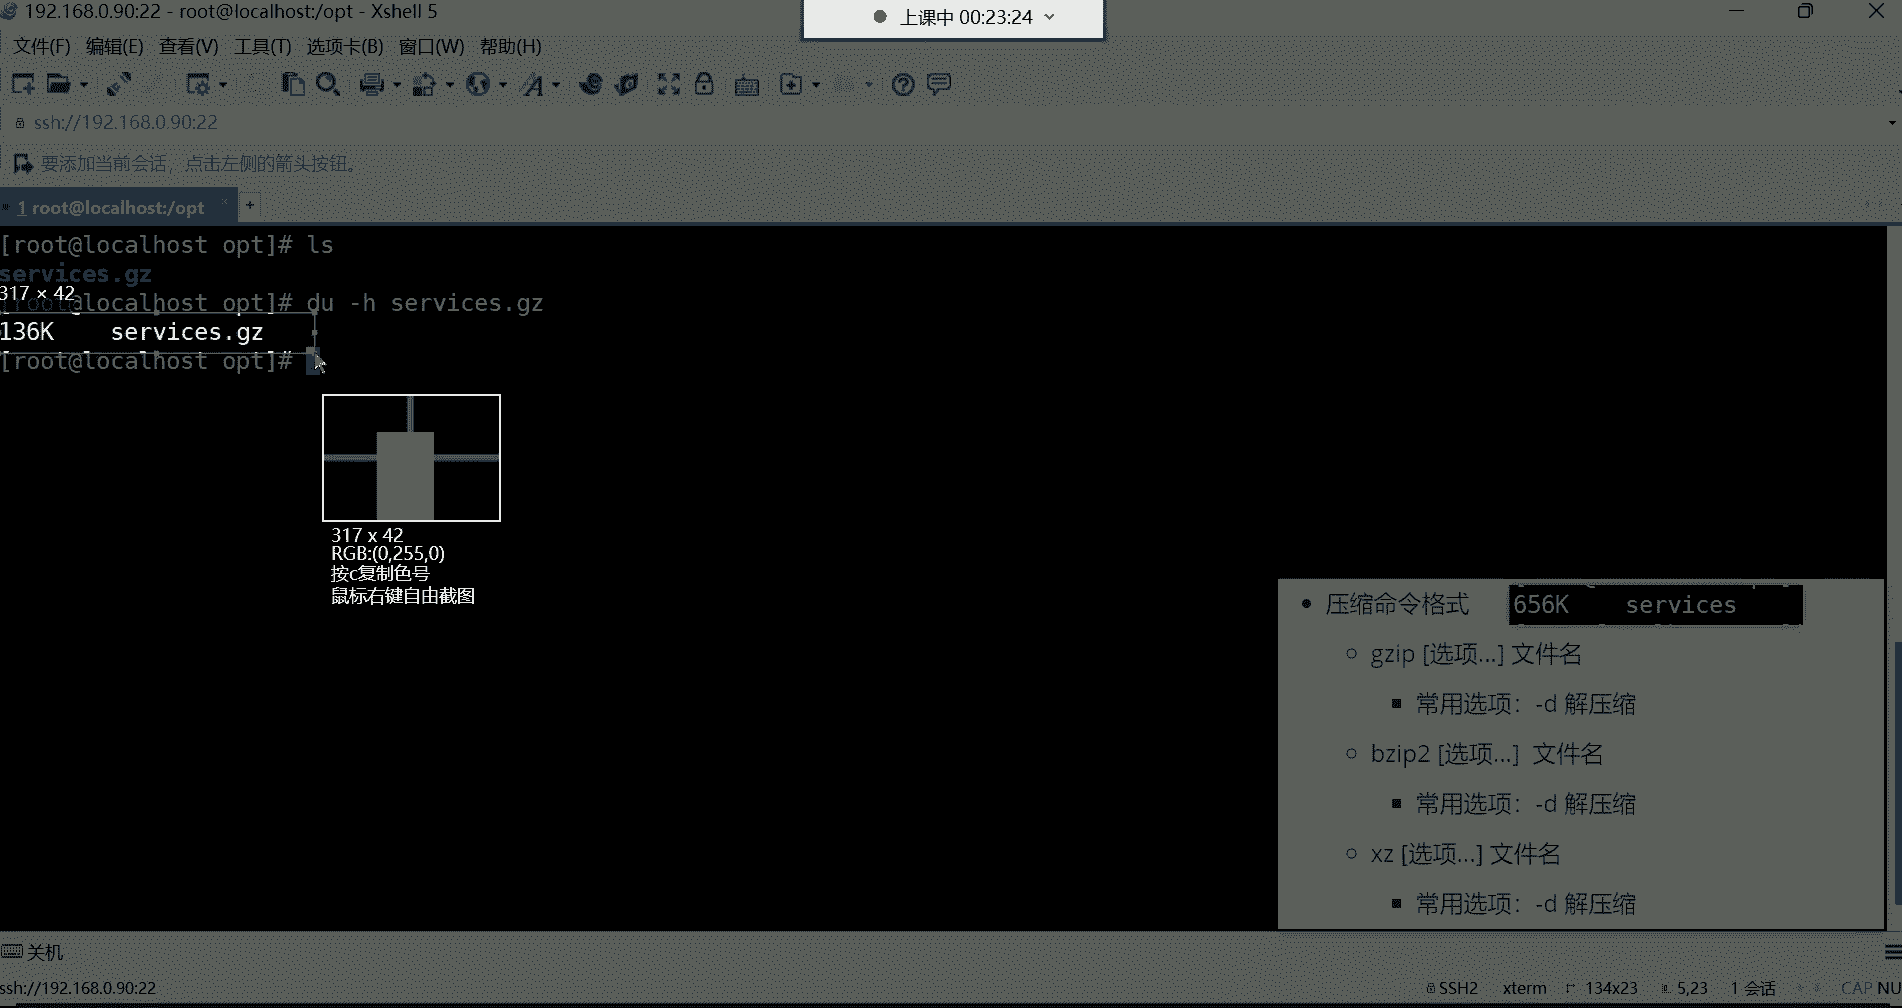 192.168.0.90:22 - root@localhost:/opt - Xshell 5
上课中 00:23:24
文件(F) 编辑(E) 查看(V) 工具(T) 选项卡(B) 窗口(W) 帮助(H)
ssh://192.168.0.90:22
要添加当前会话，点击左侧的箭头按钮。
1 root@localhost:/opt
[root@localhost opt]# ls
services.gz
317 × 42
[root@localhost opt]# du -h services.gz
136K services.gz
[root@localhost opt]#
317 x 42
RGB:(0,255,0)
按c复制色号
鼠标右键自由截图
压缩命令格式
656K services
gzip [选项...] 文件名
常用选项：-d 解压缩
bzip2 [选项...] 文件名
常用选项：-d 解压缩
xz [选项...] 文件名
常用选项：-d 解压缩
关机
ssh://192.168.0.90:22
SSH2 xterm 134x23 5,23 1 会话 CAP NU